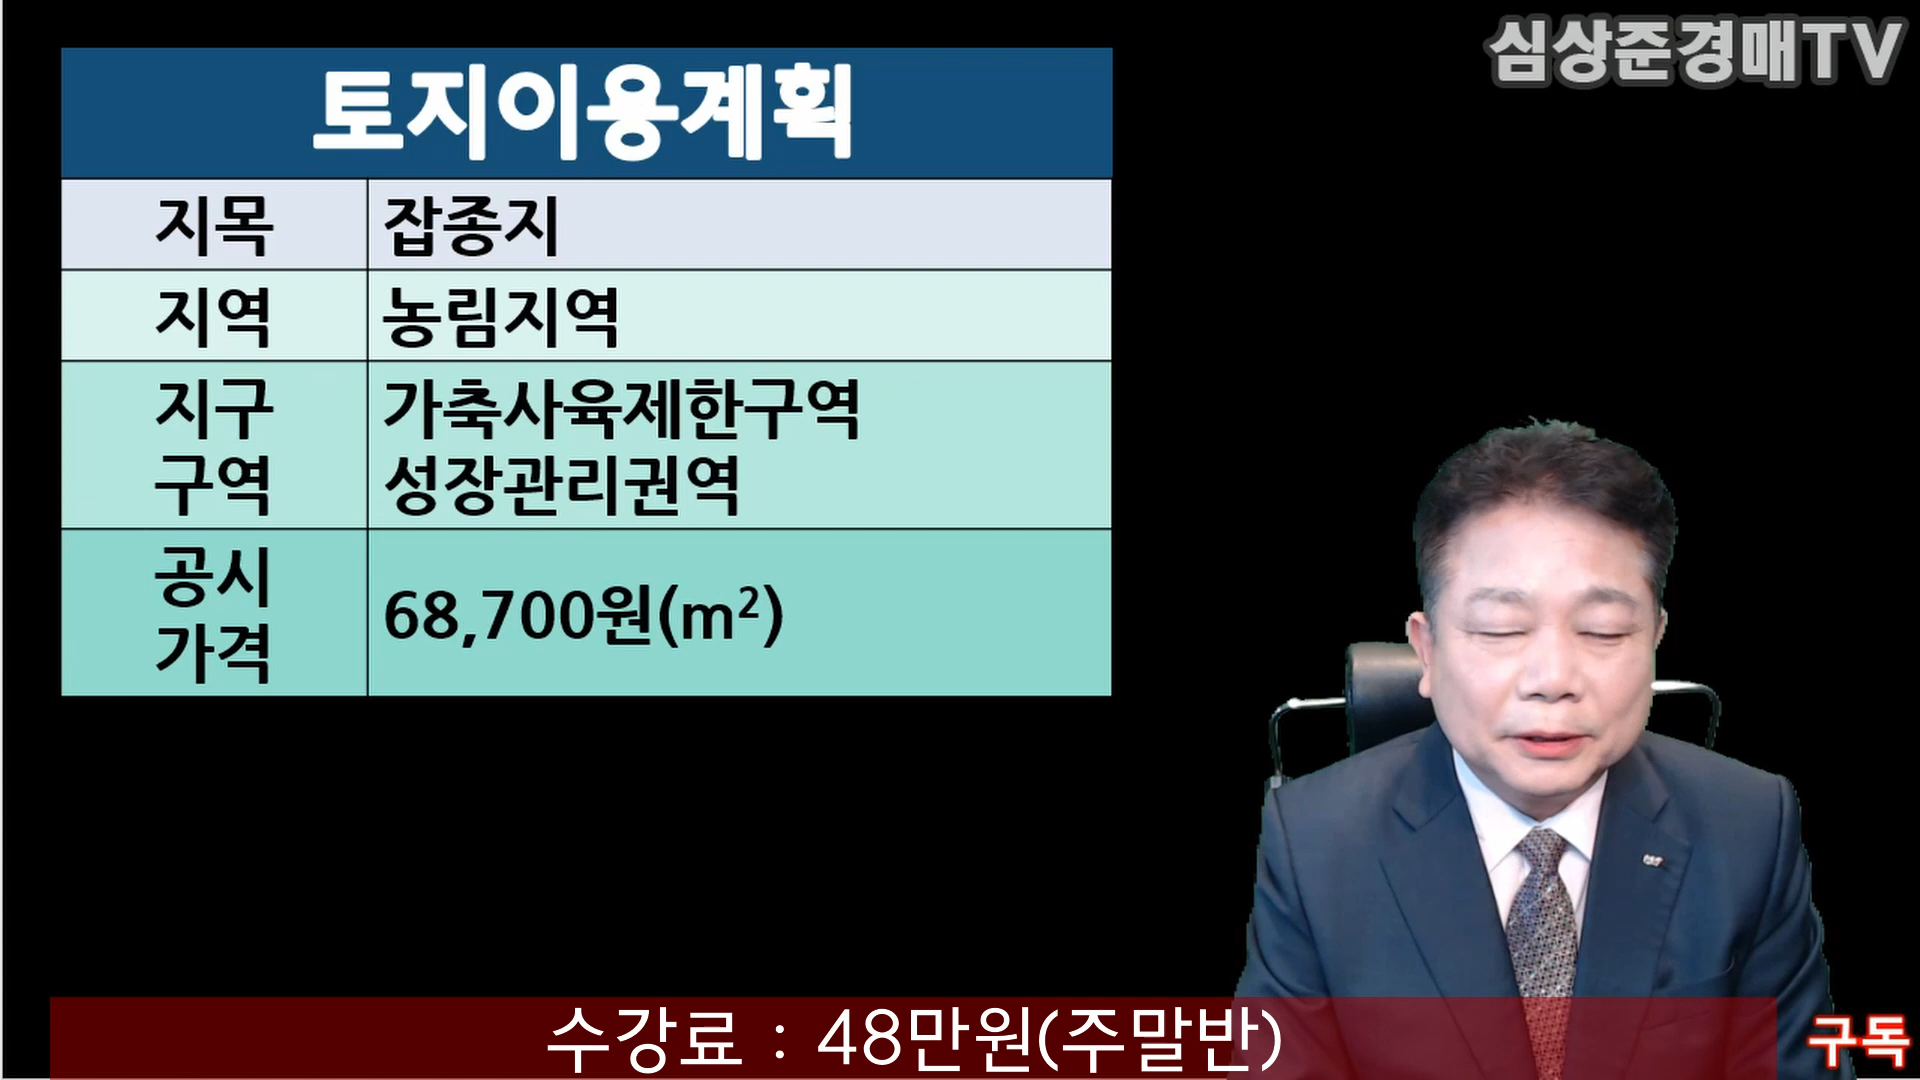 심상준경매TV
토지이용계획
지목 잡종지
지역 농림지역
지구 가축사육제한구역
구역 성장관리권역
공시
가격
68,700원(m²)
수강료 : 48만원(주말반)
구독